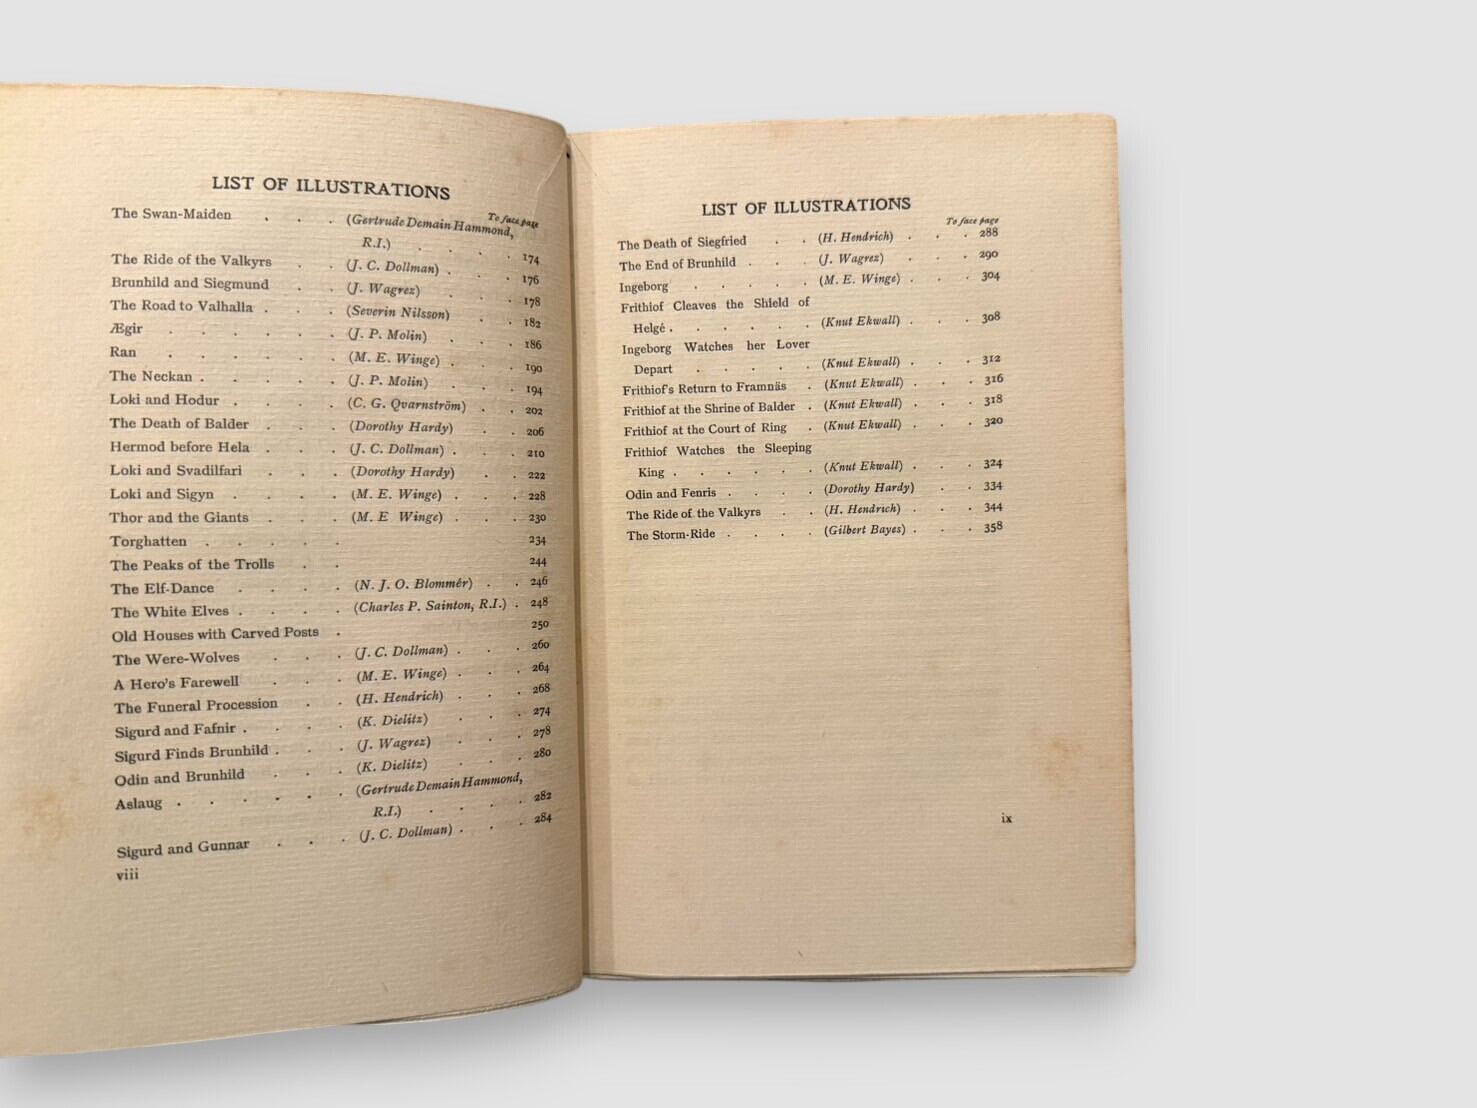 LIST OF ILLUSTRATIONS
To face page
The Swan-Maiden . . . (Gertrude Demain Hammond,
R.I.) . . . 174
The Ride of the Valkyrs . . (J. C. Dollman) . . . 176
Brunhild and Siegmund . . (J. Wagrez) . . . 178
The Road to Valhalla . . . (Severin Nilsson) . . 182
Ægir . . . . . (J. P. Molin) . . . 186
Ran . . . . . (M. E. Winge) . . . 190
The Neckan . . . . . (J. P. Molin) . . . 194
Loki and Hodur . . . . (C. G. Qvarnström) . . 202
The Death of Balder . . . (Dorothy Hardy) . . 206
Hermod before Hela . . . (J. C. Dollman) . . . 210
Loki and Svadilfari . . . (Dorothy Hardy) . . 222
Loki and Sigyn . . . . (M. E. Winge) . . . 228
Thor and the Giants . . . (M. E Winge) . . . 230
Torghatten . . . . . 234
The Peaks of the Trolls . . 244
The Elf-Dance . . . . (N. J. O. Blommér) . . 246
The White Elves . . . . (Charles P. Sainton, R.I.) . 248
Old Houses with Carved Posts . 250
The Were-Wolves . . . (J. C. Dollman) . . . 260
A Hero's Farewell . . . (M. E. Winge) . . . 264
The Funeral Procession . . (H. Hendrich) . . . 268
Sigurd and Fafnir . . . . (K. Dielitz) . . . 274
Sigurd Finds Brunhild . . . (J. Wagrez) . . . 278
Odin and Brunhild . . . (K. Dielitz) . . . 280
Aslaug . . . . . (Gertrude Demain Hammond,
R.I.) . . . . 282
Sigurd and Gunnar . . . (J. C. Dollman) . . . 284
viii
LIST OF ILLUSTRATIONS
To face page
The Death of Siegfried . . (H. Hendrich) . . . 288
The End of Brunhild . . . (J. Wagrez) . . . 290
Ingeborg . . . . . (M. E. Winge) . . . 304
Frithiof Cleaves the Shield of
Helgé . . . . . . (Knut Ekwall) . . . 308
Ingeborg Watches her Lover
Depart . . . . . (Knut Ekwall) . . . 312
Frithiof's Return to Framnäs . (Knut Ekwall) . . . 316
Frithiof at the Shrine of Balder . (Knut Ekwall) . . . 318
Frithiof at the Court of Ring . (Knut Ekwall) . . . 320
Frithiof Watches the Sleeping
King . . . . . . (Knut Ekwall) . . . 324
Odin and Fenris . . . . (Dorothy Hardy) . . 334
The Ride of the Valkyrs . . (H. Hendrich) . . . 344
The Storm-Ride . . . . (Gilbert Bayes) . . . 358
ix